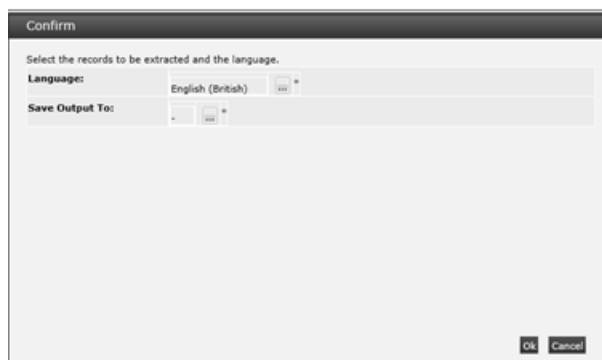 Confirm
Select the records to be extracted and the language.
Language: English (British) ... *
Save Output To: - ... *
Ok Cancel